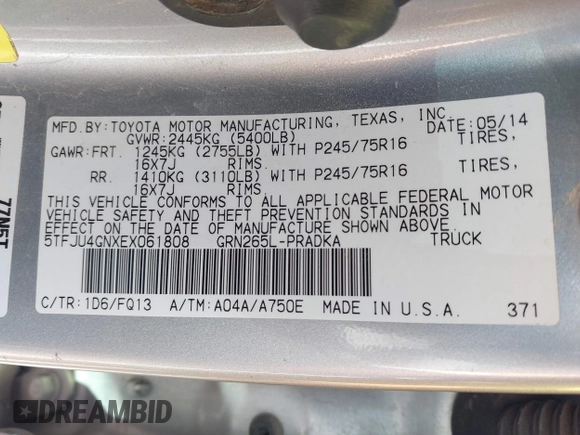 MFD.BY:TOYOTA MOTOR MANUFACTURING, TEXAS, INC.
GVWR:2445KG (5400LB) DATE:05/14
GAWR:FRT. 1245KG (2755LB) WITH P245/75R16 TIRES,
16X7J RIMS.
RR. 1410KG (3110LB) WITH P245/75R16 TIRES,
16X7J RIMS.
THIS VEHICLE CONFORMS TO ALL APPLICABLE FEDERAL MOTOR
VEHICLE SAFETY AND THEFT PREVENTION STANDARDS IN
EFFECT ON THE DATE OF MANUFACTURE SHOWN ABOVE.
5TFJU4GNXEX061808 GRN265L-PRADKA TRUCK
C/TR:1D6/FQ13 A/TM:A04A/A750E MADE IN U.S.A. 371
77N5T
DREAMBID